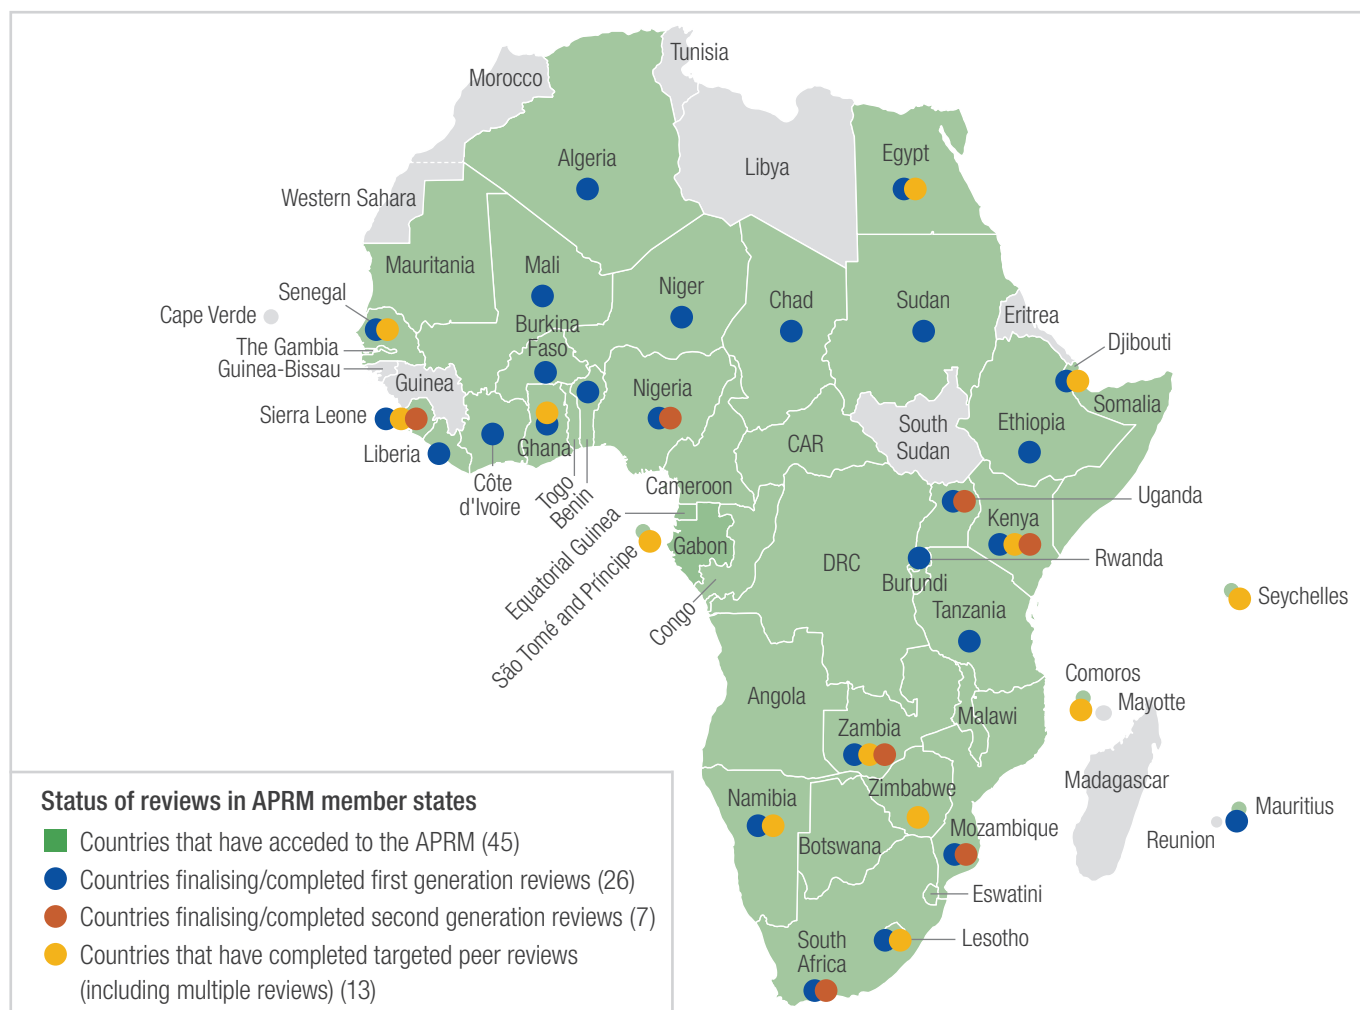 Tunisia
Morocco
Algeria
Libya
Egypt
Western Sahara
Mauritania
Mali
Niger
Chad
Sudan
Eritrea
Senegal
Cape Verde
The Gambia
Guinea-Bissau
Guinea
Burkina
Faso
Djibouti
Nigeria
Somalia
Sierra Leone
Liberia
Côte
d'Ivoire
Ghana
Togo
Benin
CAR
South
Sudan
Ethiopia
Cameroon
Uganda
Kenya
Equatorial Guinea
Gabon
São Tomé and Príncipe
Congo
DRC
Rwanda
Burundi
Tanzania
Seychelles
Comoros
Mayotte
Angola
Malawi
Zambia
Madagascar
Zimbabwe
Namibia
Mauritius
Mozambique
Reunion
Botswana
Eswatini
South
Africa
Lesotho
Status of reviews in APRM member states
Countries that have acceded to the APRM (45)
Countries finalising/completed first generation reviews (26)
Countries finalising/completed second generation reviews (7)
Countries that have completed targeted peer reviews
(including multiple reviews) (13)